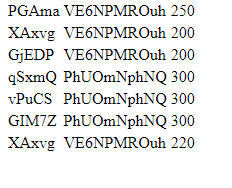 PGAma VE6NPMROuh 250
XAxvg VE6NPMROuh 200
GjEDP VE6NPMROuh 200
qSxmQ PhUOmNphNQ 300
vPuCS PhUOmNphNQ 300
GIM7Z PhUOmNphNQ 300
XAxvg VE6NPMROuh 220